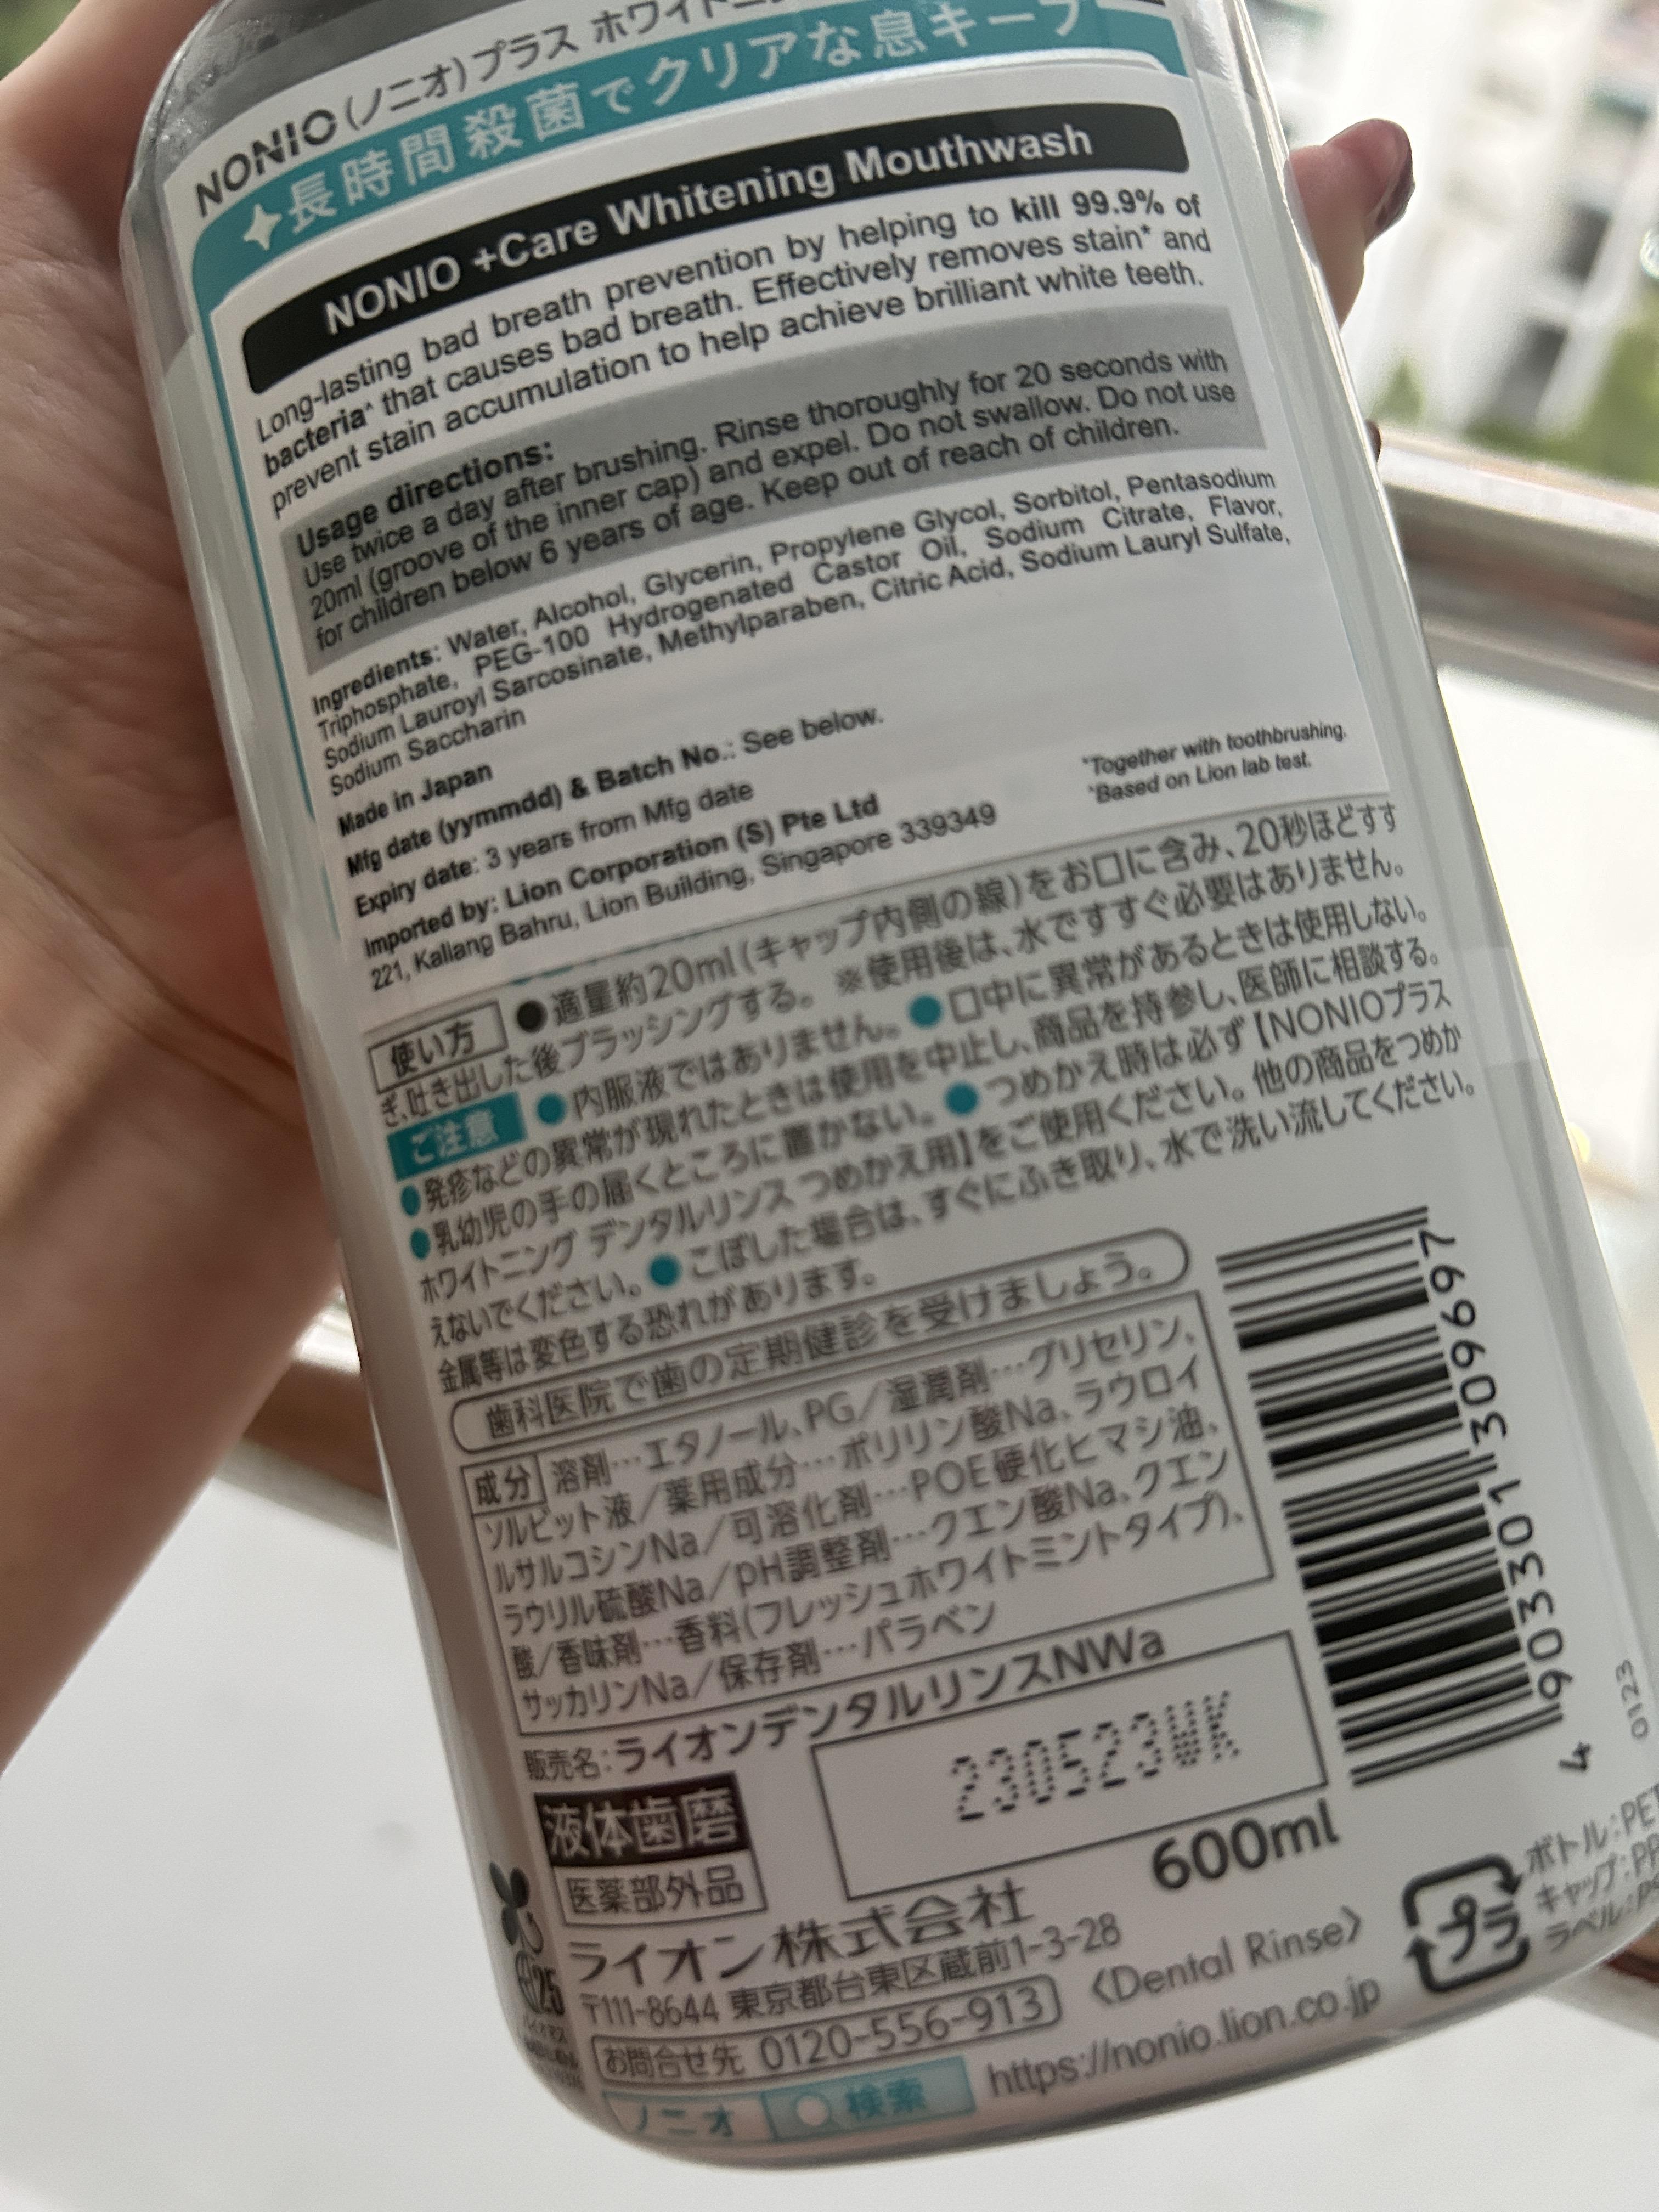 NONIO(ノニオ)プラス ホワイトニ
長時間殺菌でクリアな息キープ
NONIO +Care Whitening Mouthwash
Long-lasting bad breath prevention by helping to kill 99.9% of
bacteria^ that causes bad breath. Effectively removes stain* and
prevent stain accumulation to help achieve brilliant white teeth.
Usage directions:
Use twice a day after brushing. Rinse thoroughly for 20 seconds with
20ml (groove of the inner cap) and expel. Do not swallow. Do not use
for children below 6 years of age. Keep out of reach of children.
Ingredients: Water, Alcohol, Glycerin, Propylene Glycol, Sorbitol, Pentasodium
Triphosphate, PEG-100 Hydrogenated Castor Oil, Sodium Citrate, Flavor,
Sodium Lauroyl Sarcosinate, Methylparaben, Citric Acid, Sodium Lauryl Sulfate,
Sodium Saccharin
Made in Japan
Mfg date (yymmdd) & Batch No.: See below.
Expiry date: 3 years from Mfg date
*Together with toothbrushing.
^Based on Lion lab test.
Imported by: Lion Corporation (S) Pte Ltd
221, Kallang Bahru, Lion Building, Singapore 339349
使い方 ●適量約20ml(キャップ内側の線)をお口に含み、20秒ほどすす
ぎ、吐き出した後ブラッシングする。※使用後は、水ですすぐ必要はありません。
ご注意 ●内服液ではありません。●口中に異常があるときは使用しない。
●発疹などの異常が現れたときは使用を中止し、商品を持参し、医師に相談する。
●乳幼児の手の届くところに置かない。●つめかえ時は必ず【NONIOプラス
ホワイトニング デンタルリンス つめかえ用】をご使用ください。他の商品をつめか
えないでください。●こぼした場合は、すぐにふき取り、水で洗い流してください。
金属等は変色する恐れがあります。
歯科医院で歯の定期健診を受けましょう。
成分 溶剤…エタノール、PG/湿潤剤…グリセリン、
ソルビット液/薬用成分…ポリリン酸Na、ラウロイ
ルサルコシンNa/可溶化剤…POE硬化ヒマシ油、
ラウリル硫酸Na/pH調整剤…クエン酸Na、クエン
酸/香味剤…香料(フレッシュホワイトミントタイプ)、
サッカリンNa/保存剤…パラベン
販売名:ライオンデンタルリンスNWa
液体歯磨
医薬部外品
230523WK
600ml
4 903301 309697
0123
ライオン株式会社
〒111-8644 東京都台東区蔵前1-3-28
お問合せ先 0120-556-913
〈Dental Rinse〉
ノニオ 検索
https://nonio.lion.co.jp
プラ
ボトル:PET
キャップ:PP
ラベル:PS
25